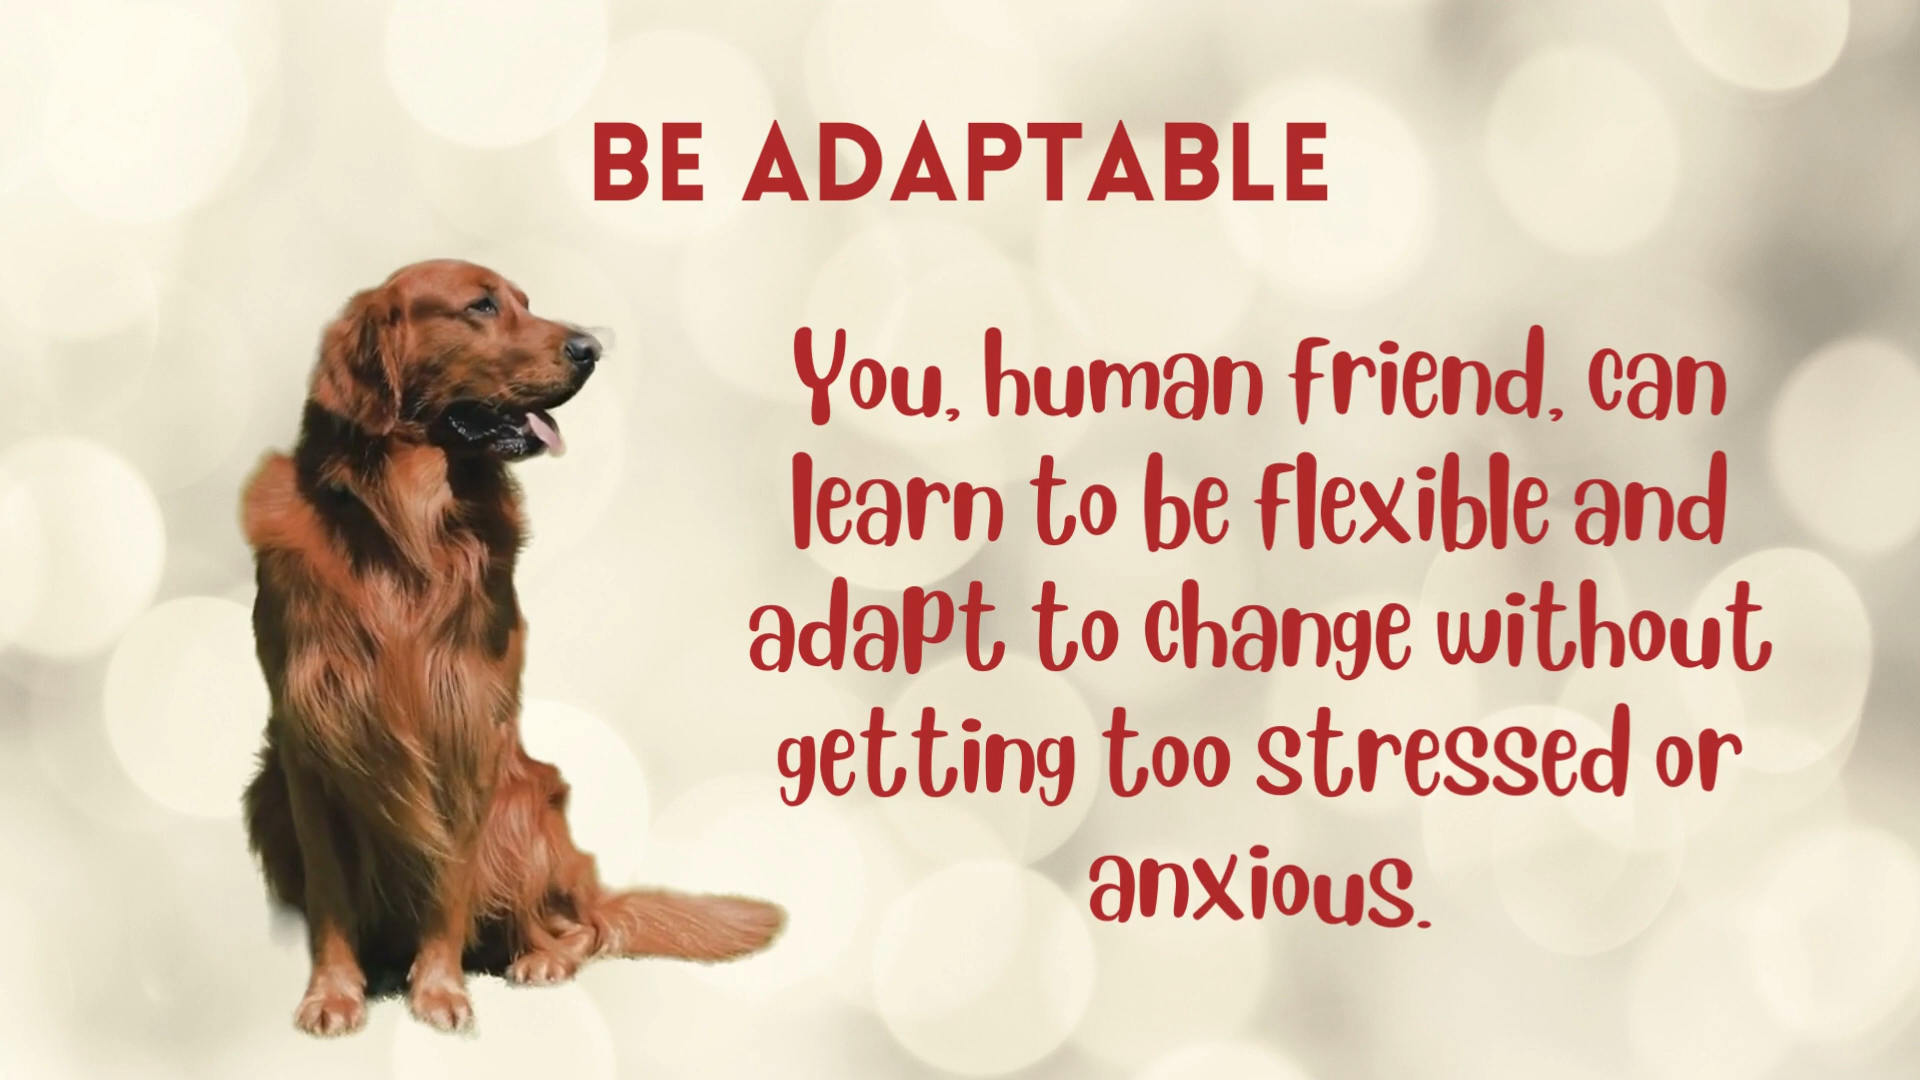 BE ADAPTABLE
You, human friend, can
learn to be flexible and
adapt to change without
getting too stressed or
anxious.